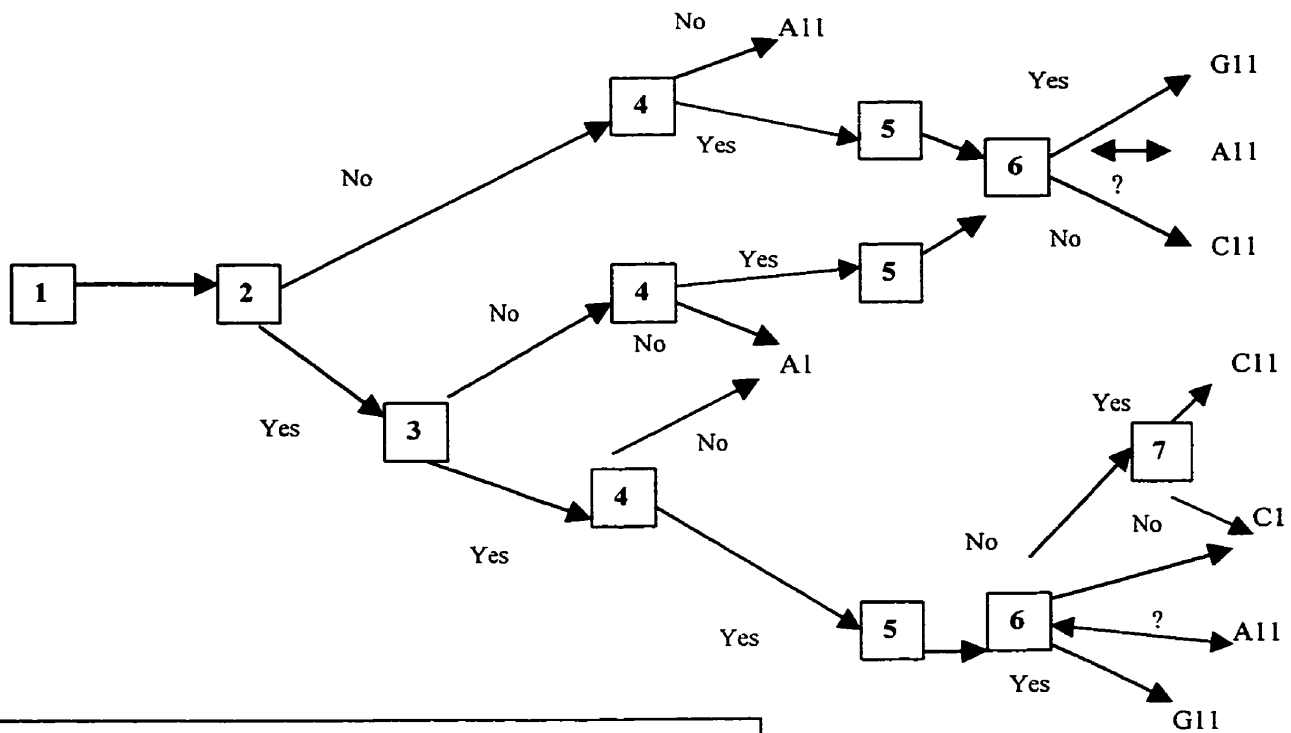 No
A11
4
Yes
5
Yes
G11
No
6
A11
?
No
C11
1
2
4
Yes
5
No
No
A1
C11
Yes
3
Yes
No
7
4
No
C1
Yes
No
Yes
5
6
?
A11
Yes
G11